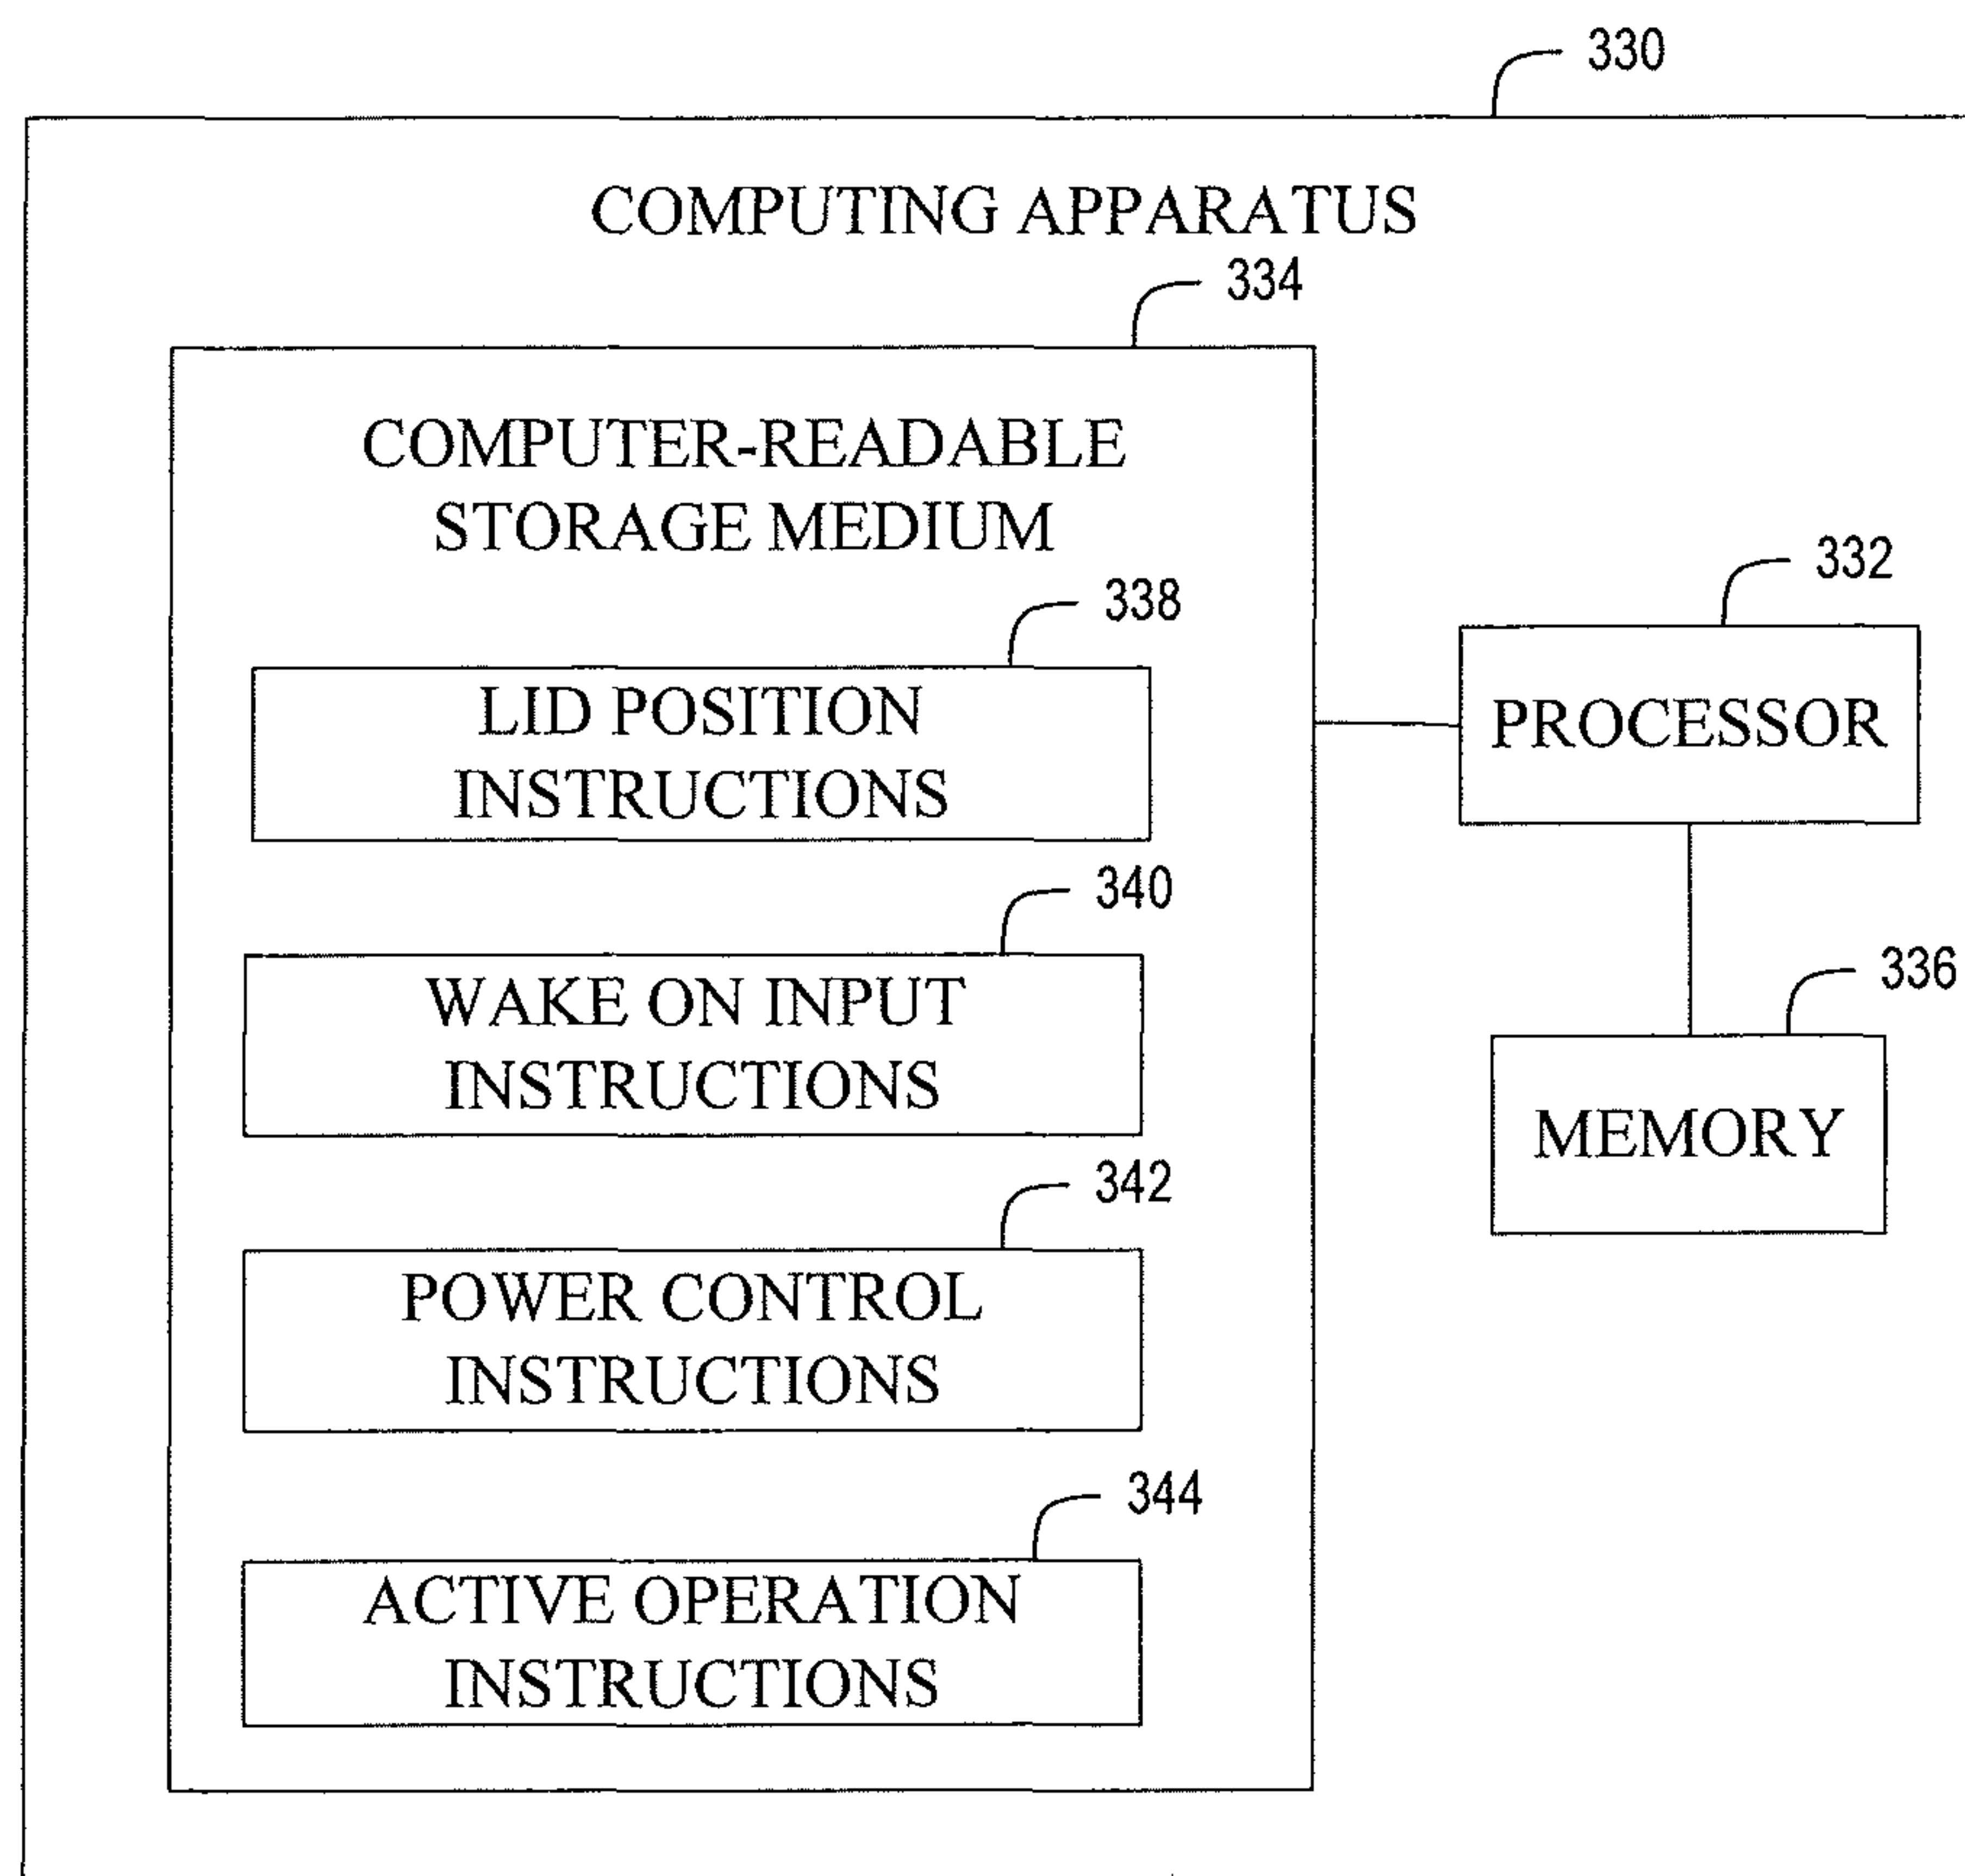 330
COMPUTING APPARATUS
334
COMPUTER-READABLE
STORAGE MEDIUM
338
LID POSITION
INSTRUCTIONS
332
PROCESSOR
340
WAKE ON INPUT
INSTRUCTIONS
336
MEMORY
342
POWER CONTROL
INSTRUCTIONS
344
ACTIVE OPERATION
INSTRUCTIONS